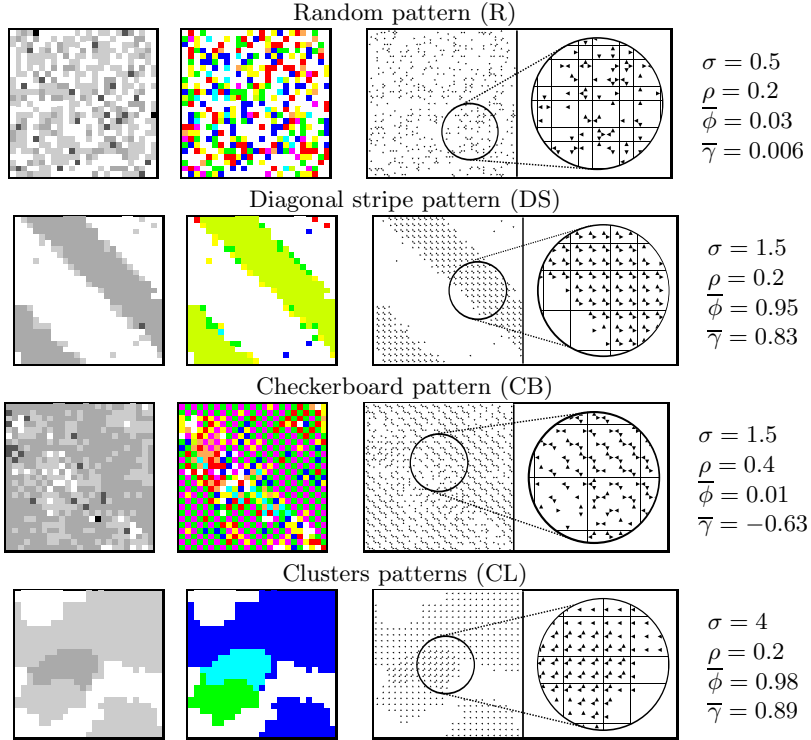 Random pattern (R)
σ = 0.5
ρ = 0.2
ϕ̅ = 0.03
γ̅ = 0.006
Diagonal stripe pattern (DS)
σ = 1.5
ρ = 0.2
ϕ̅ = 0.95
γ̅ = 0.83
Checkerboard pattern (CB)
σ = 1.5
ρ = 0.4
ϕ̅ = 0.01
γ̅ = −0.63
Clusters patterns (CL)
σ = 4
ρ = 0.2
ϕ̅ = 0.98
γ̅ = 0.89